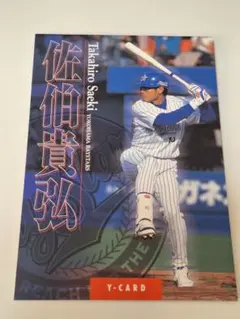 佐伯貴弘
Takahiro Saeki
YOKOHAMA BAYSTARS
Y-CARD